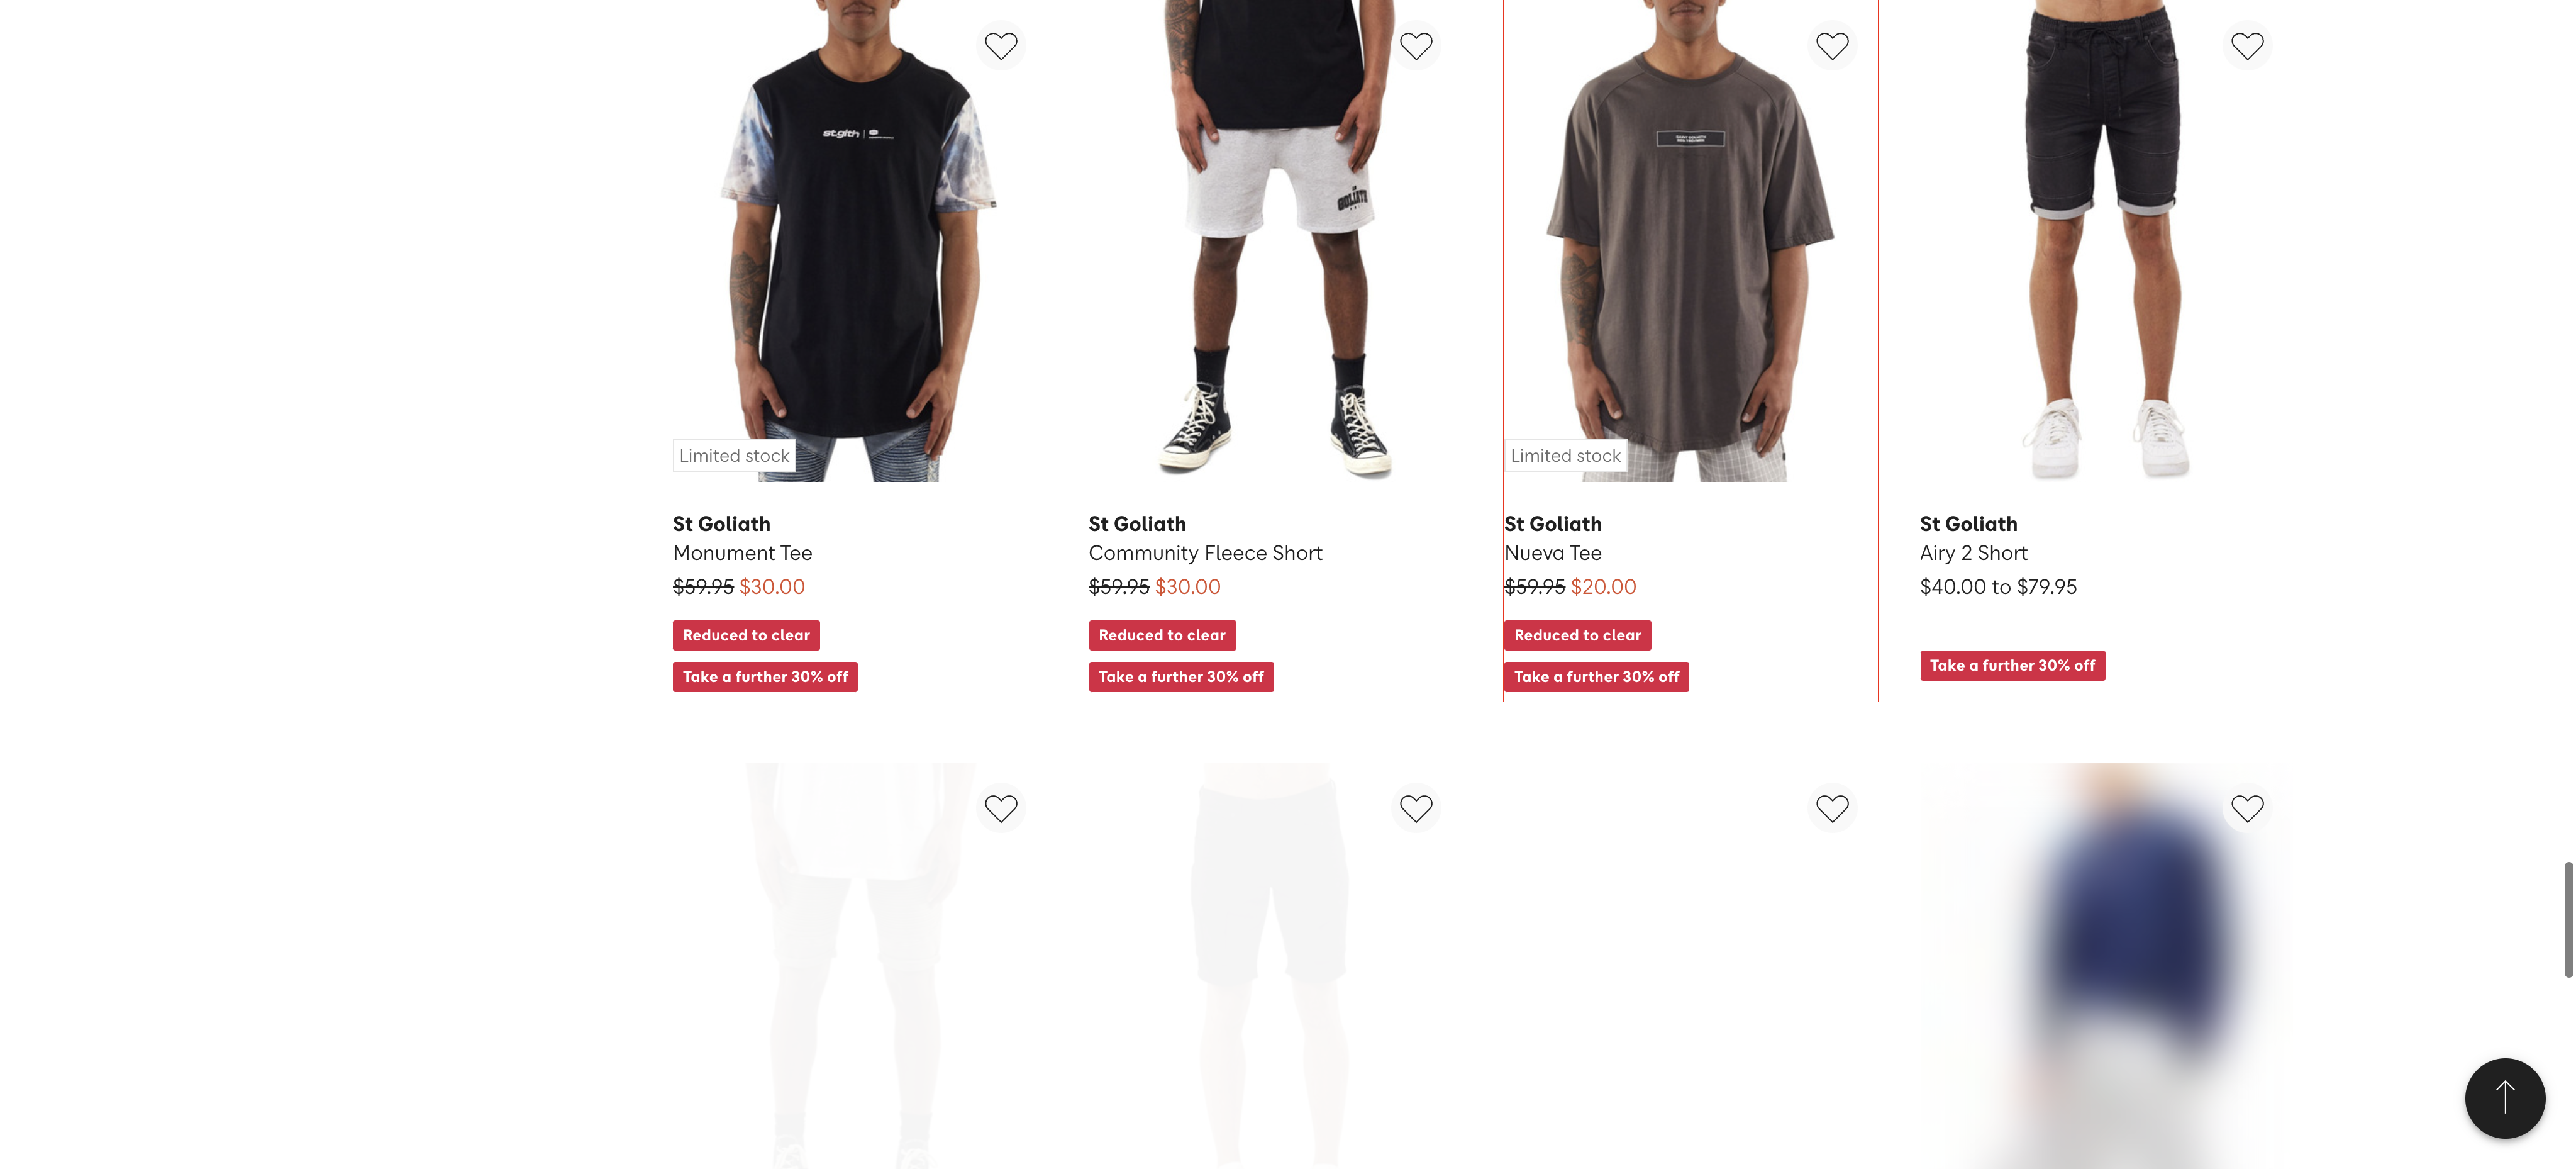 st.glth
GOLIATH
Limited stock
Limited stock
St Goliath
Monument Tee
$59.95 $30.00
Reduced to clear
Take a further 30% off
St Goliath
Community Fleece Short
$59.95 $30.00
Reduced to clear
Take a further 30% off
St Goliath
Nueva Tee
$59.95 $20.00
Reduced to clear
Take a further 30% off
St Goliath
Airy 2 Short
$40.00 to $79.95
Take a further 30% off